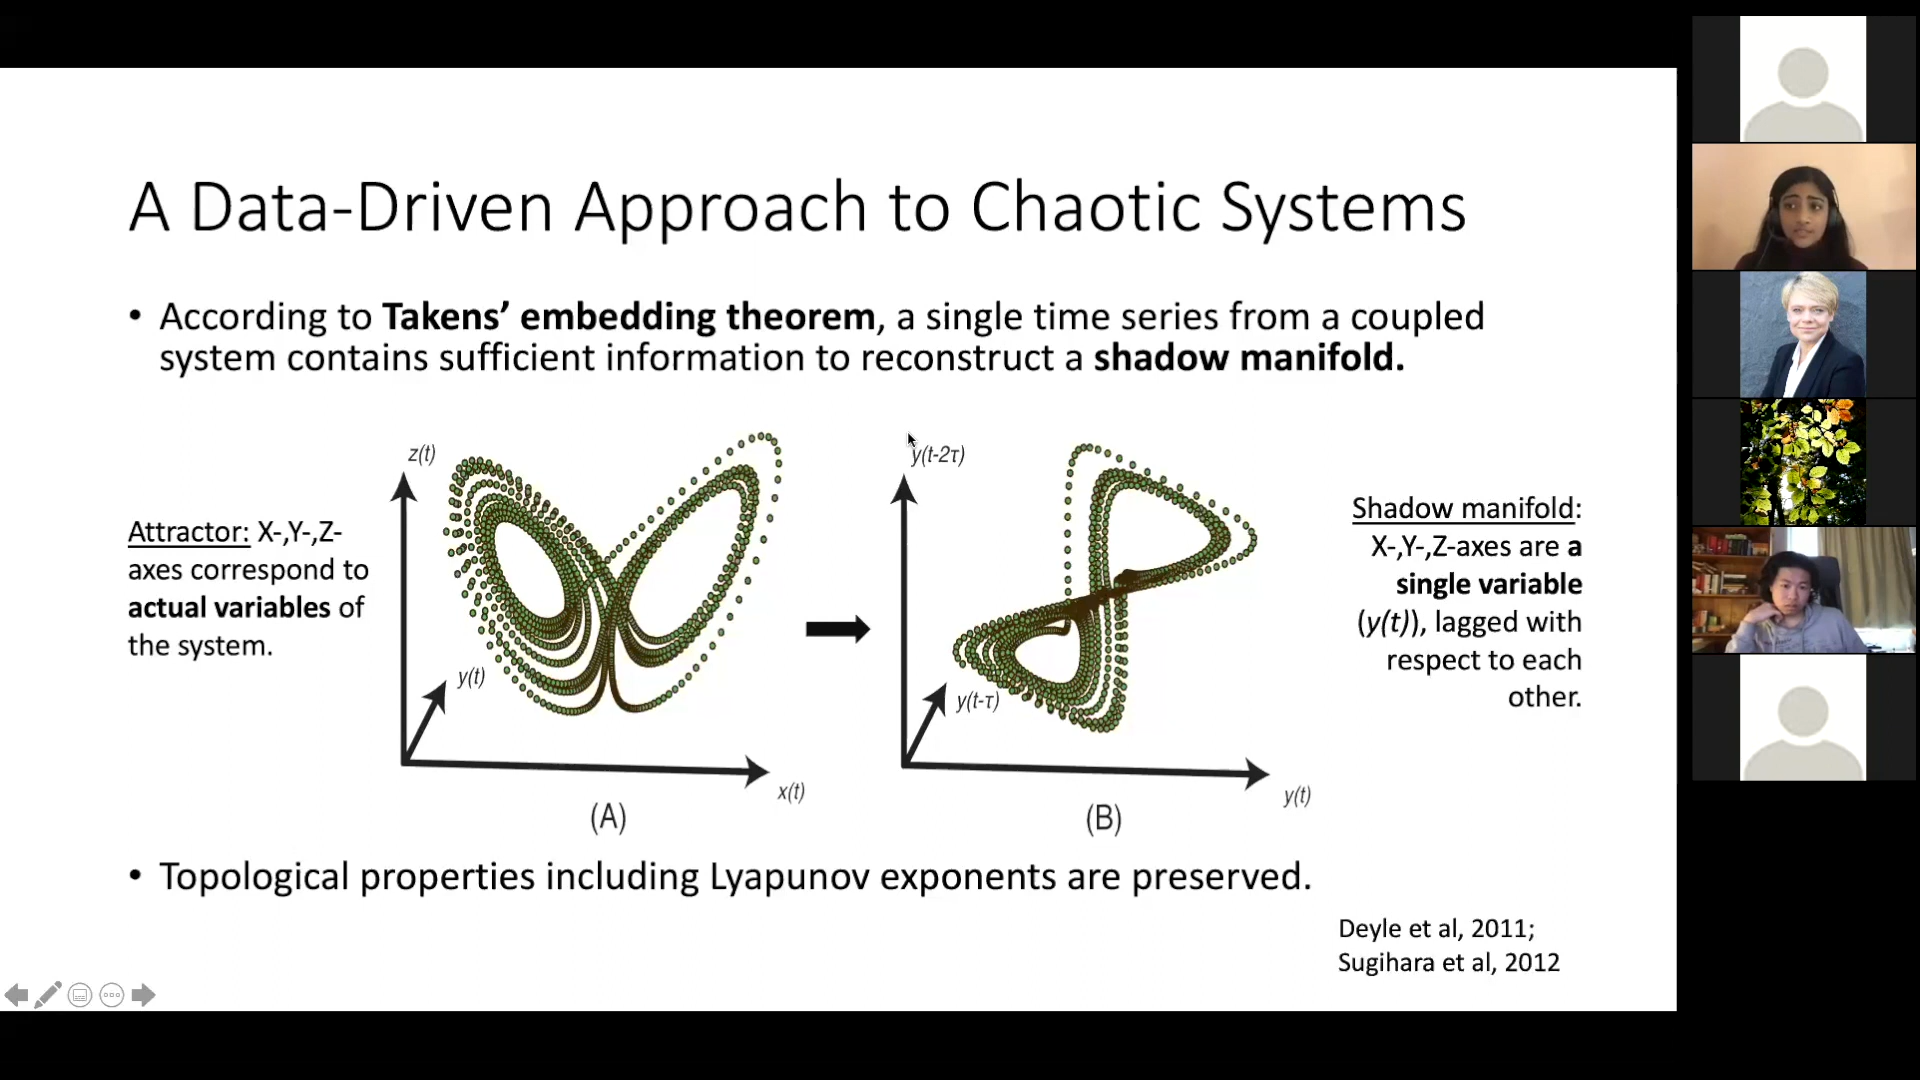 A Data-Driven Approach to Chaotic Systems
• According to Takens’ embedding theorem, a single time series from a coupled
system contains sufficient information to reconstruct a shadow manifold.
Attractor: X-,Y-,Z-
axes correspond to
actual variables of
the system.
z(t)
y(t)
x(t)
(A)
y(t-2τ)
y(t-τ)
y(t)
(B)
Shadow manifold:
X-,Y-,Z-axes are a
single variable
(y(t)), lagged with
respect to each
other.
• Topological properties including Lyapunov exponents are preserved.
Deyle et al, 2011;
Sugihara et al, 2012